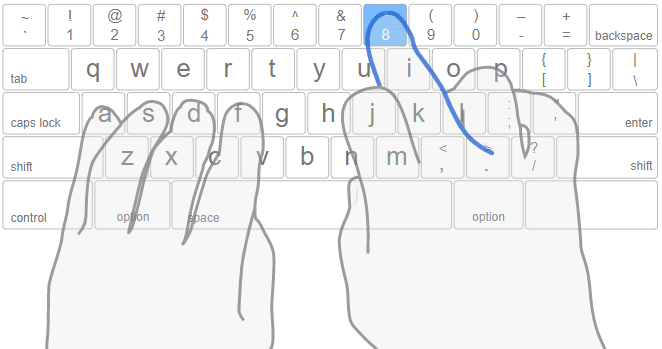 ~ ! @ # $ % ^ & ( ) – +
` 1 2 3 4 5 6 7 8 9 0 - = backspace
tab q w e r t y u i o p { [ } ] | \
caps lock a s d f g h j k l : ; " ' enter
shift z x c v b n m < , > . ? / shift
control option space option